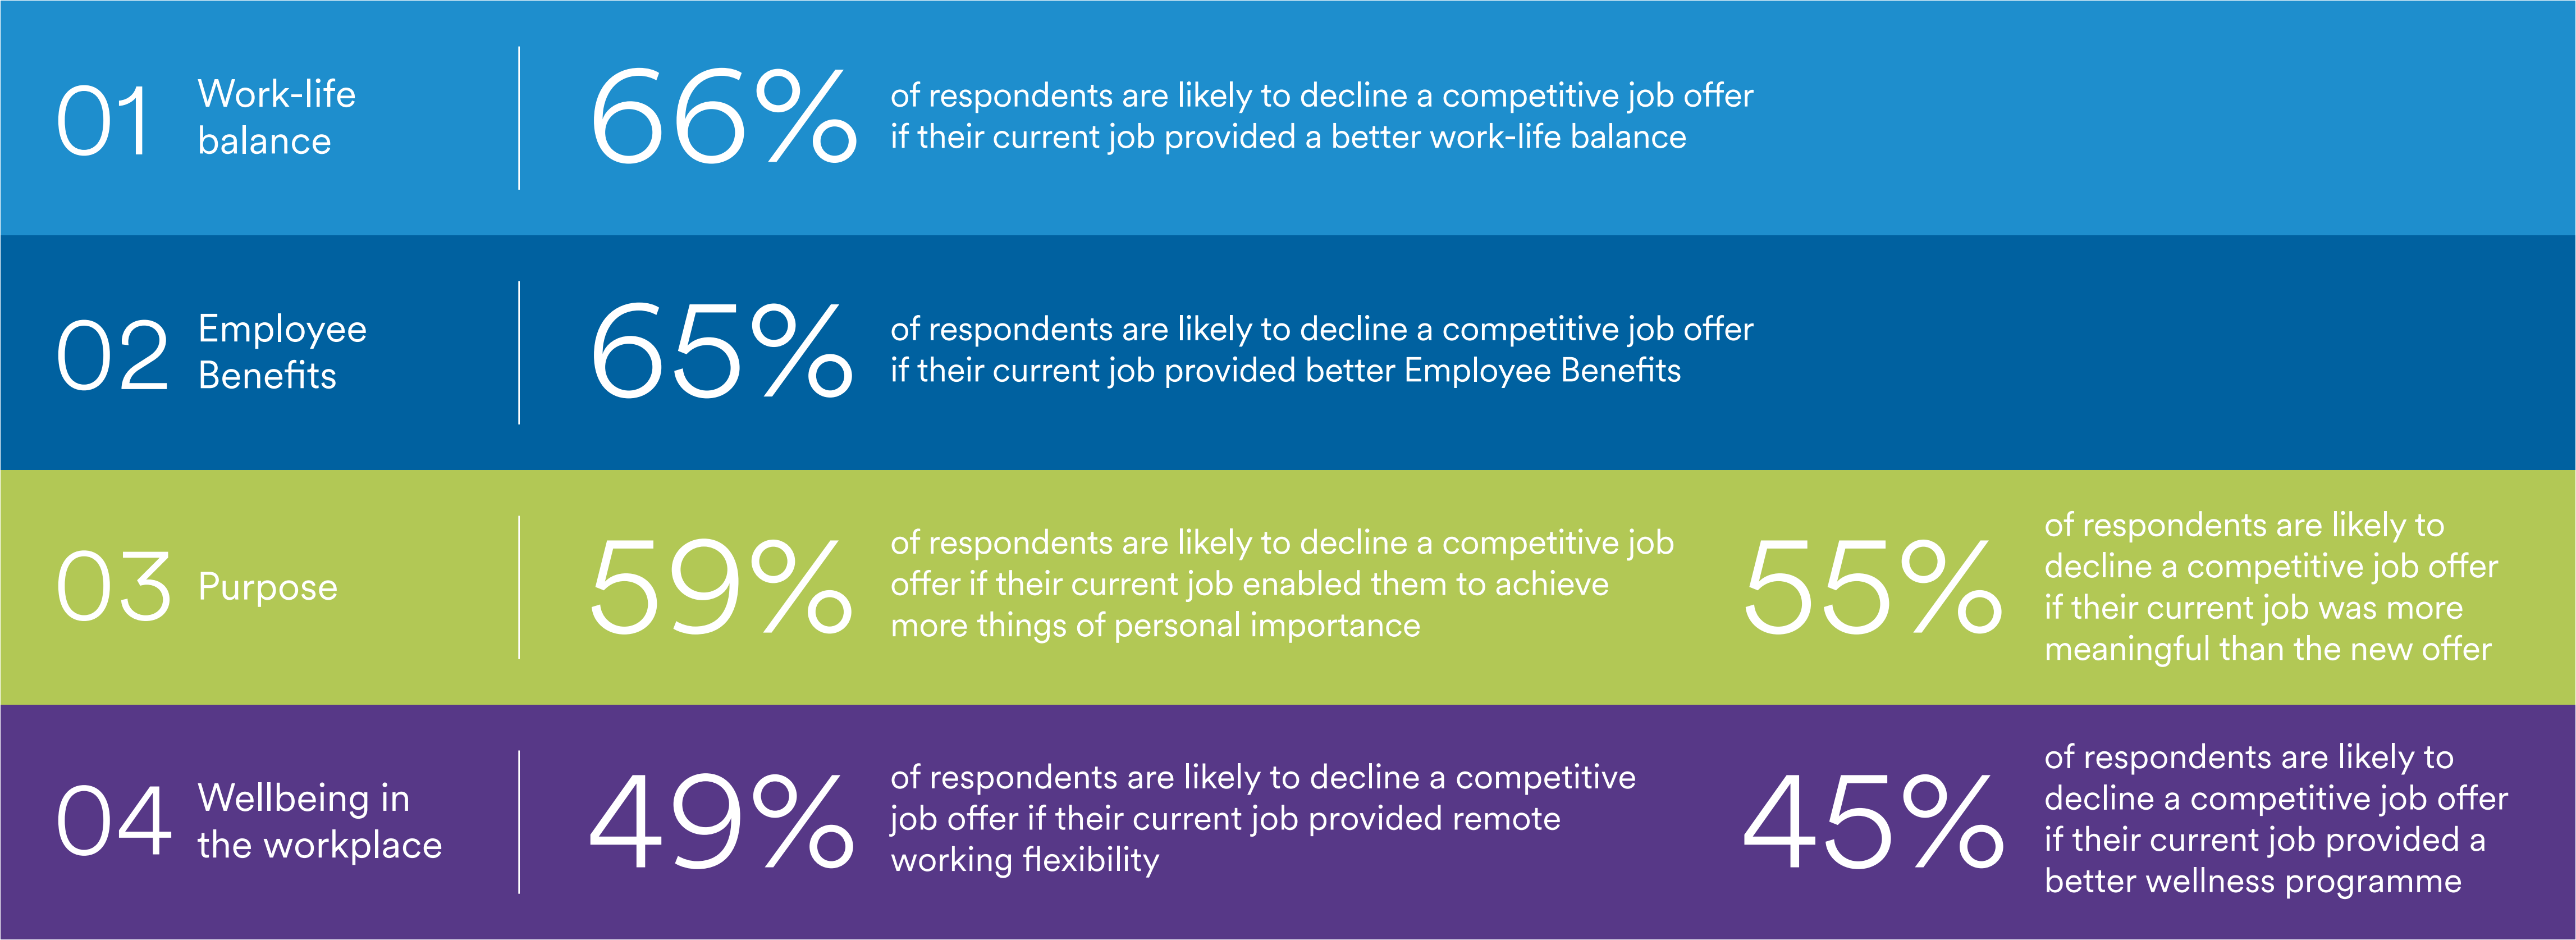 01
Work-life
balance
66%
of respondents are likely to decline a competitive job offer
if their current job provided a better work-life balance
02
Employee
Benefits
65%
of respondents are likely to decline a competitive job offer
if their current job provided better Employee Benefits
03
Purpose
59%
of respondents are likely to decline a competitive job
offer if their current job enabled them to achieve
more things of personal importance
55%
of respondents are likely to
decline a competitive job offer
if their current job was more
meaningful than the new offer
04
Wellbeing in
the workplace
49%
of respondents are likely to decline a competitive
job offer if their current job provided remote
working flexibility
45%
of respondents are likely to
decline a competitive job offer
if their current job provided a
better wellness programme